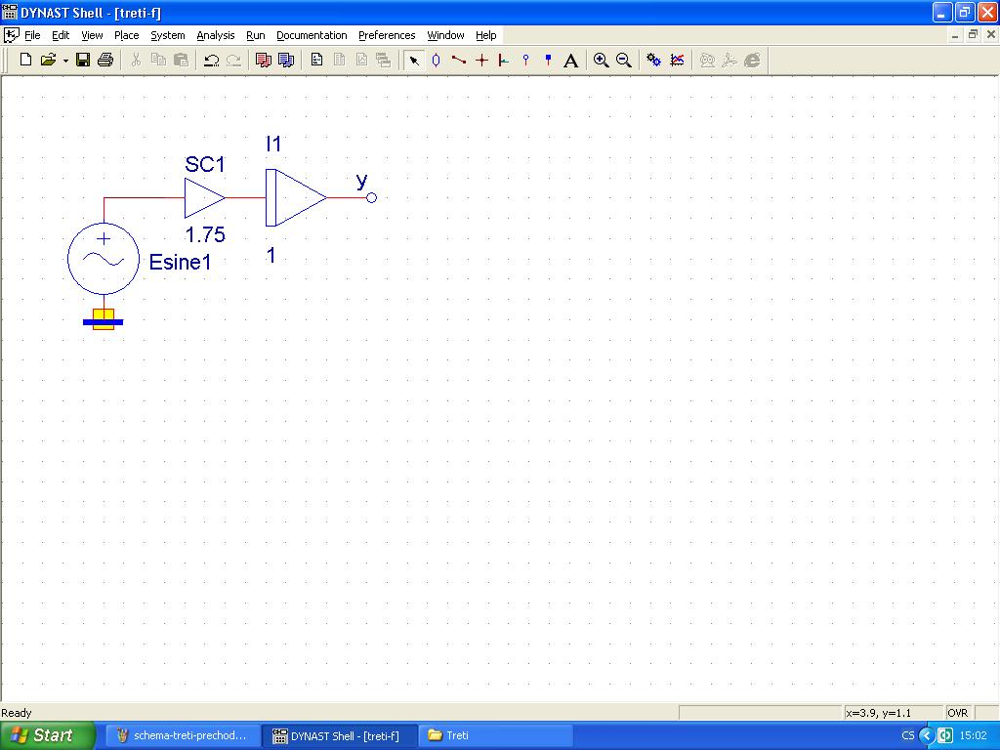 DYNAST Shell - [treti-f]
File Edit View Place System Analysis Run Documentation Preferences Window Help
A
I1
SC1
y
1.75
1
+
Esine1
Ready
x=3.9, y=1.1
OVR
Start
schema-treti-prechod...
DYNAST Shell - [treti-f]
Treti
CS
15:02